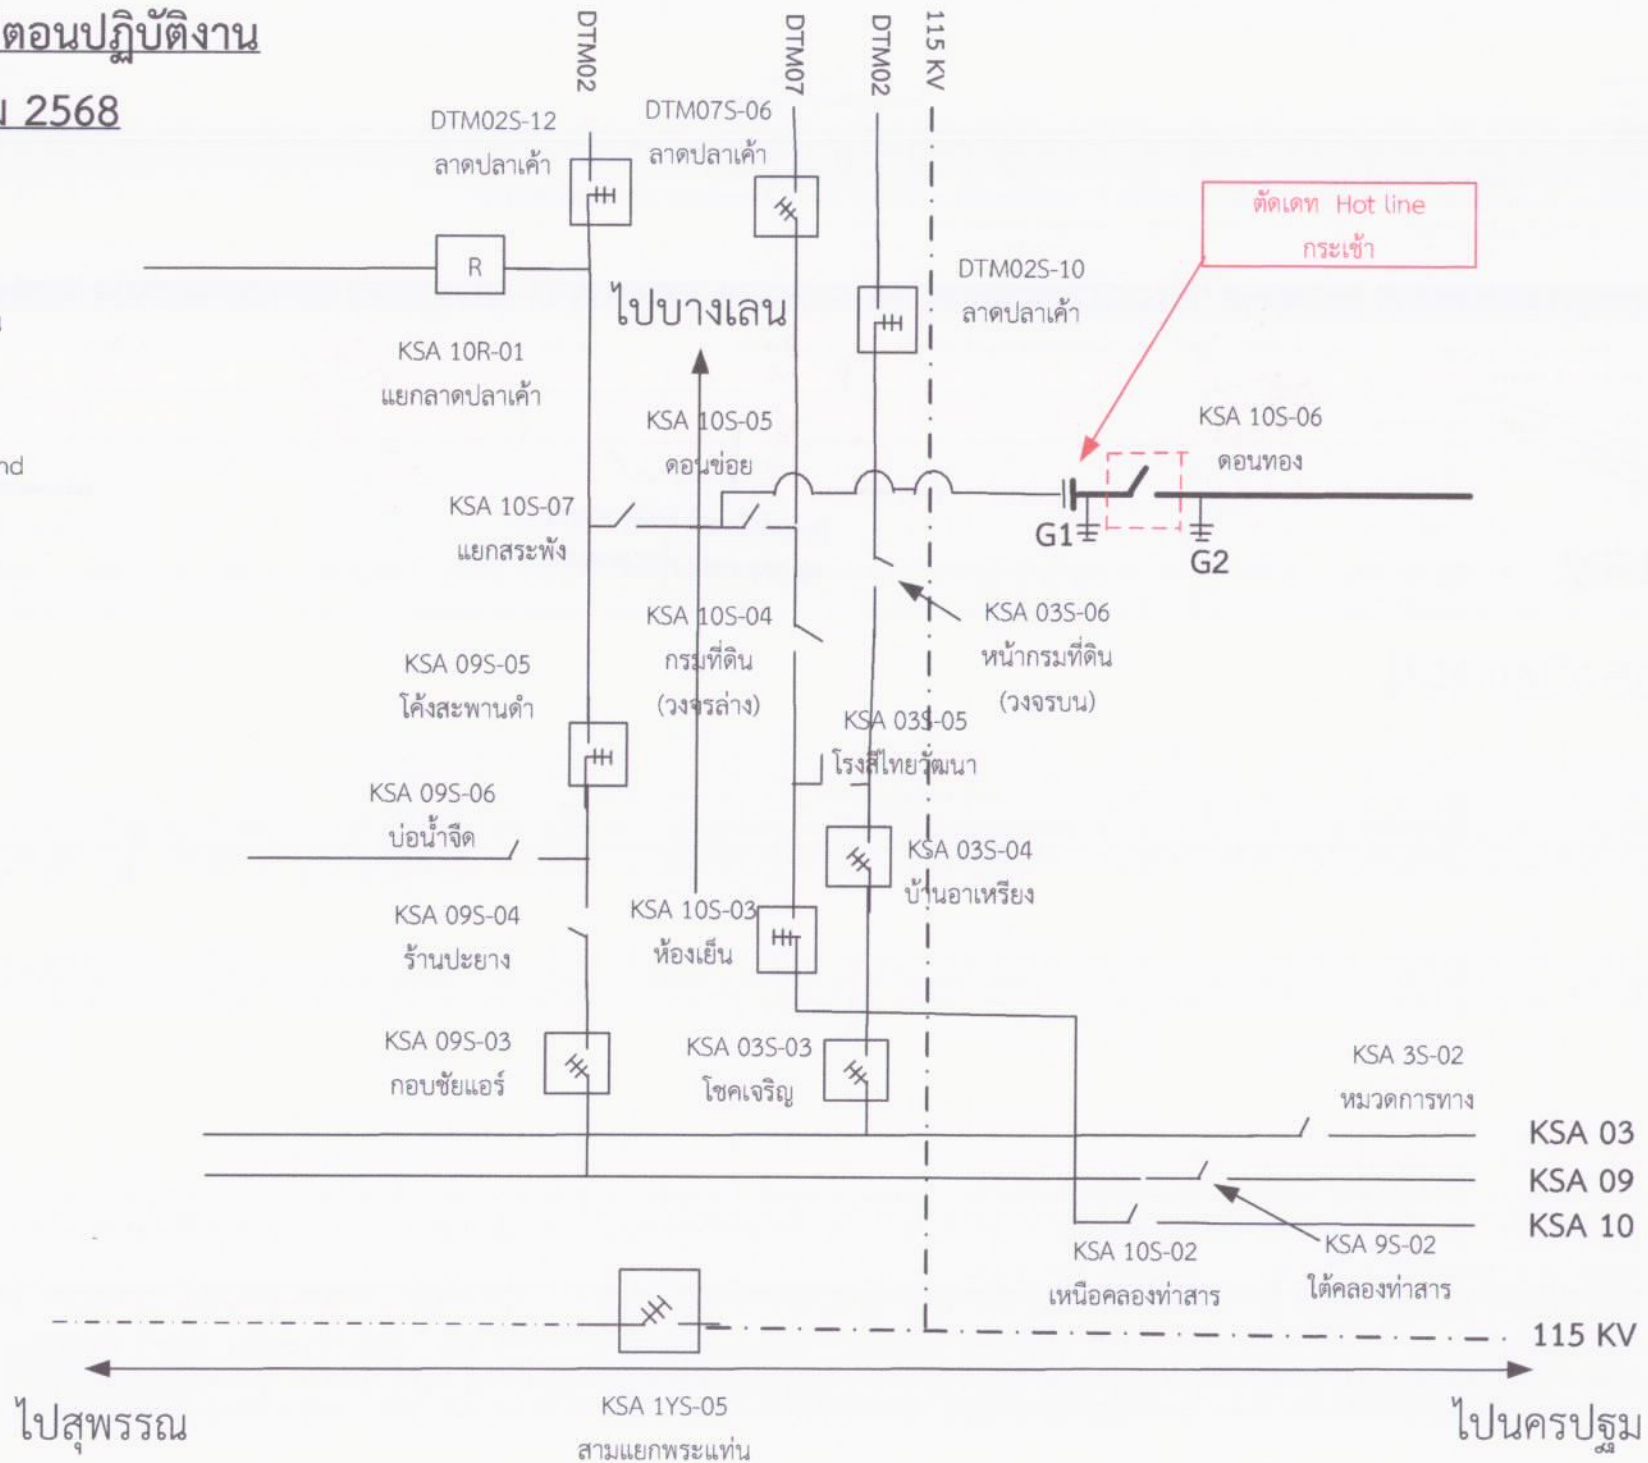 ตอนปฏิบัติงาน
2568
nd
DTM02
DTM07
DTM02
115 KV
DTM02S-12
ลาดปลาเค้า
DTM07S-06
ลาดปลาเค้า
ตัดเดท Hot line
กระเช้า
R
DTM02S-10
ลาดปลาเค้า
ไปบางเลน
KSA 10R-01
แยกลาดปลาเค้า
KSA 10S-05
ดอนข่อย
KSA 10S-06
ดอนทอง
KSA 10S-07
แยกสระพัง
G1
G2
KSA 10S-04
กรมที่ดิน
(วงจรล่าง)
KSA 03S-06
หน้ากรมที่ดิน
(วงจรบน)
KSA 09S-05
โค้งสะพานดำ
KSA 03S-05
โรงสีไทยวัฒนา
KSA 09S-06
บ่อน้ำจืด
KSA 03S-04
บ้านอาเหรียง
KSA 09S-04
ร้านปะยาง
KSA 10S-03
ห้องเย็น
KSA 09S-03
กอบชัยแอร์
KSA 03S-03
โชคเจริญ
KSA 3S-02
หมวดการทาง
KSA 03
KSA 09
KSA 10
KSA 10S-02
เหนือคลองท่าสาร
KSA 9S-02
ใต้คลองท่าสาร
115 KV
ไปสุพรรณ
KSA 1YS-05
สามแยกพระแท่น
ไปนครปฐม